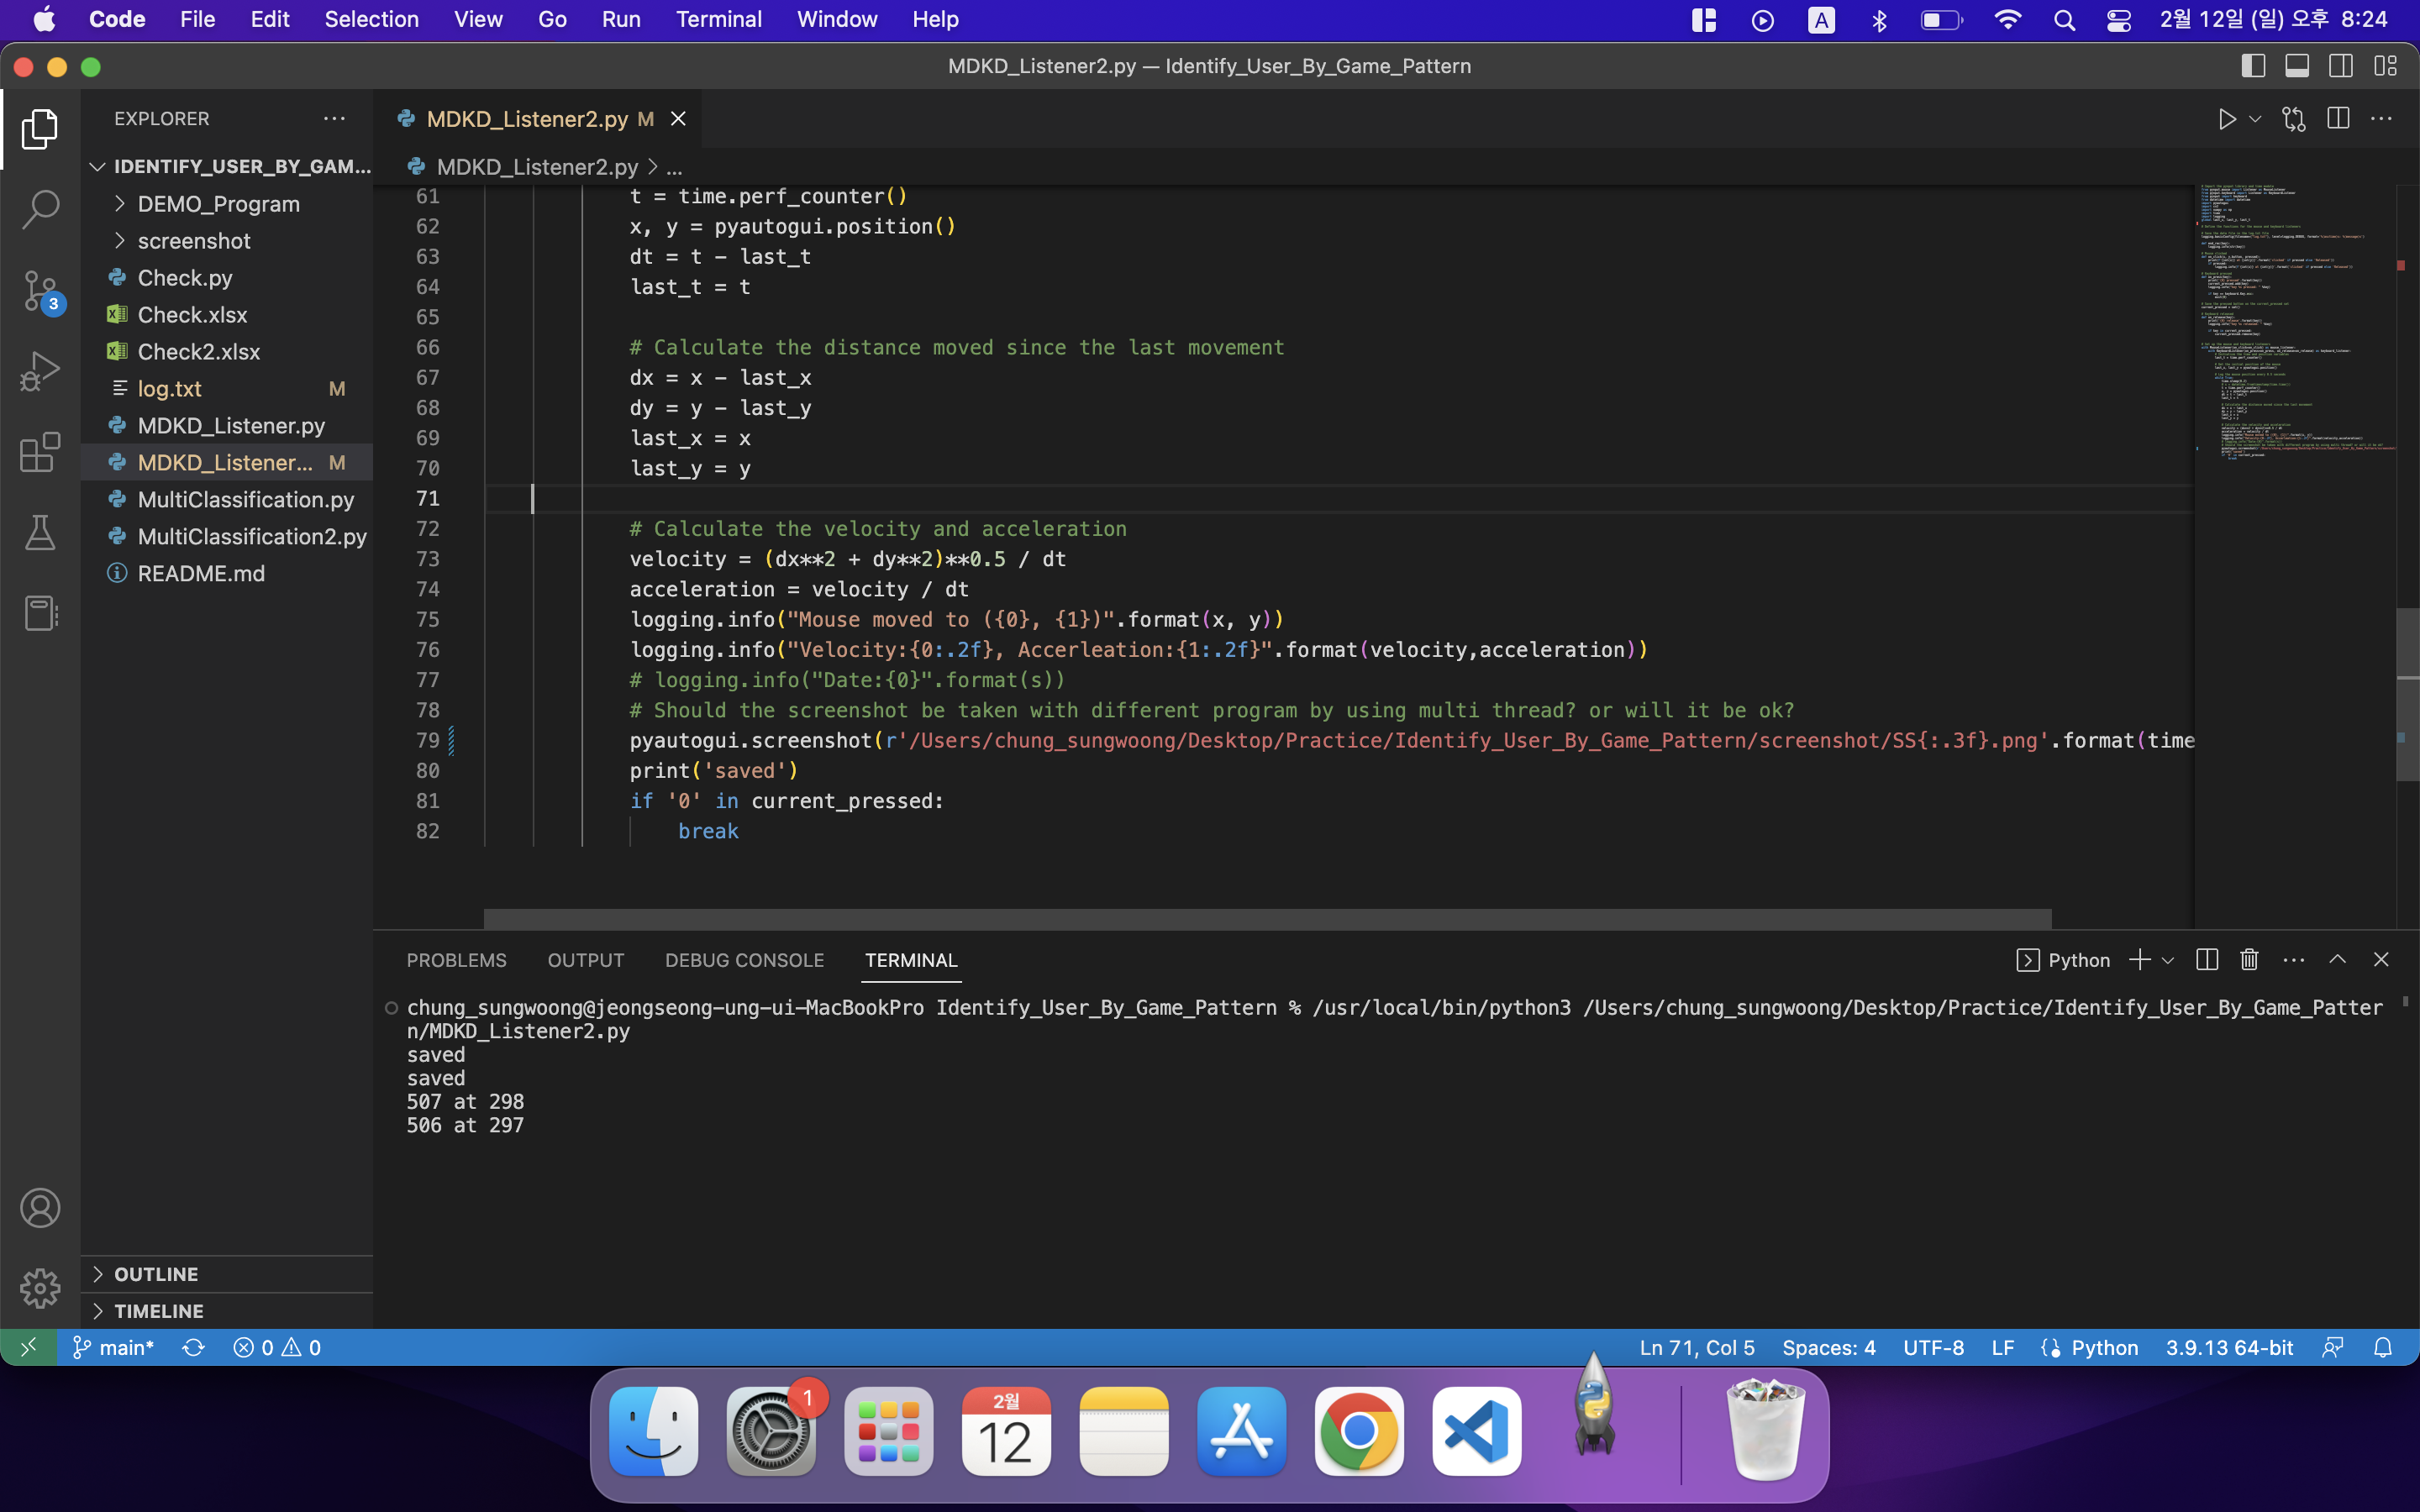 Code File Edit Selection View Go Run Terminal Window Help A 2월 12일 (일) 오후 8:24
MDKD_Listener2.py — Identify_User_By_Game_Pattern
EXPLORER
IDENTIFY_USER_BY_GAM...
DEMO_Program
screenshot
Check.py
Check.xlsx
Check2.xlsx
log.txt M
MDKD_Listener.py
MDKD_Listener... M
MultiClassification.py
MultiClassification2.py
README.md
3
OUTLINE
TIMELINE
MDKD_Listener2.py M
MDKD_Listener2.py > ...
61 t = time.perf_counter()
62 x, y = pyautogui.position()
63 dt = t - last_t
64 last_t = t
65
66 # Calculate the distance moved since the last movement
67 dx = x - last_x
68 dy = y - last_y
69 last_x = x
70 last_y = y
71
72 # Calculate the velocity and acceleration
73 velocity = (dx**2 + dy**2)**0.5 / dt
74 acceleration = velocity / dt
75 logging.info("Mouse moved to ({0}, {1})".format(x, y))
76 logging.info("Velocity:{0:.2f}, Accerleation:{1:.2f}".format(velocity,acceleration))
77 # logging.info("Date:{0}".format(s))
78 # Should the screenshot be taken with different program by using multi thread? or will it be ok?
79 pyautogui.screenshot(r'/Users/chung_sungwoong/Desktop/Practice/Identify_User_By_Game_Pattern/screenshot/SS{:.3f}.png'.format(time
80 print('saved')
81 if '0' in current_pressed:
82 break
PROBLEMS OUTPUT DEBUG CONSOLE TERMINAL Python
chung_sungwoong@jeongseong-ung-ui-MacBookPro Identify_User_By_Game_Pattern % /usr/local/bin/python3 /Users/chung_sungwoong/Desktop/Practice/Identify_User_By_Game_Patter
n/MDKD_Listener2.py
saved
saved
507 at 298
506 at 297
main* 0 0 Ln 71, Col 5 Spaces: 4 UTF-8 LF Python 3.9.13 64-bit
1
2월
12